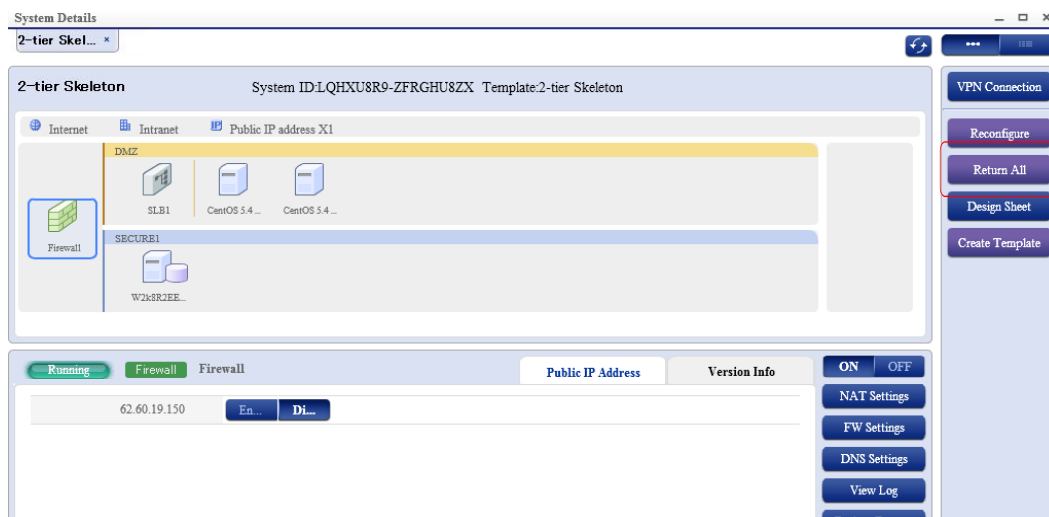 System Details
2-tier Skel... ×
2-tier Skeleton
System ID:LQHXU8R9-ZFRGHU8ZX Template:2-tier Skeleton
Internet
Intranet
IP Public IP address X1
DMZ
SLB1
CentOS 5.4 ...
CentOS 5.4 ...
Firewall
SECURE1
W2k8R2EE...
VPN Connection
Reconfigure
Return All
Design Sheet
Create Template
Running
Firewall
Firewall
Public IP Address
Version Info
ON OFF
62.60.19.150
En...
Di...
NAT Settings
FW Settings
DNS Settings
View Log